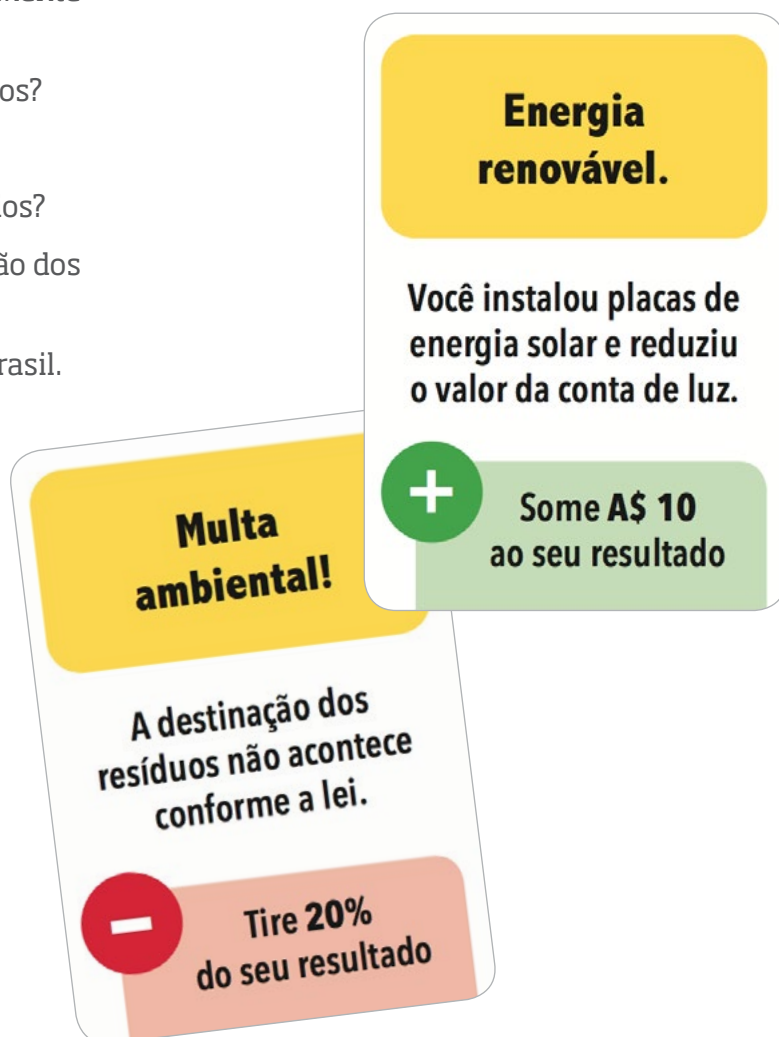 os?
os?
ão dos
rasil.
Energia
renovável.
Você instalou placas de
energia solar e reduziu
o valor da conta de luz.
+
Some A$ 10
ao seu resultado
Multa
ambiental!
A destinação dos
resíduos não acontece
conforme a lei.
−
Tire 20%
do seu resultado